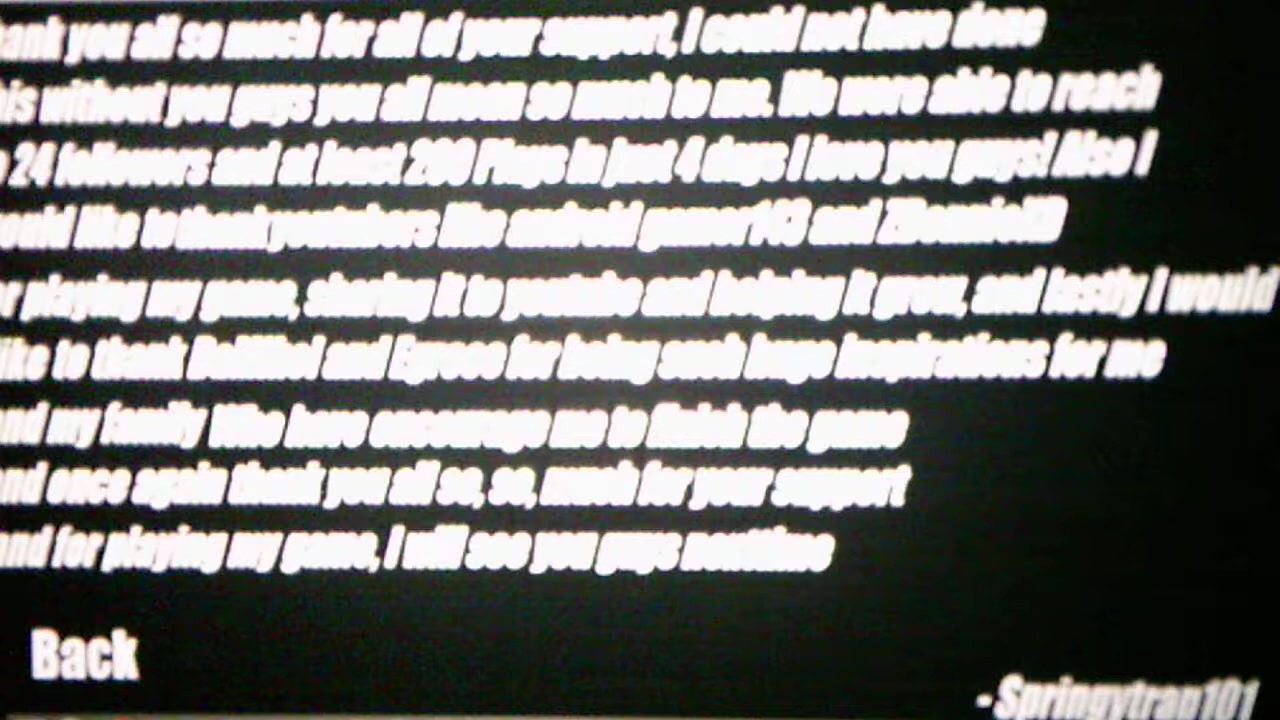 ank you all so much for all of your support, I could not have done
his without you guys you all mean so much to me. We were able to reach
24 followers and at least 200 Plays in just 4 days I love you guys! Also I
ould like to thank youtubers like android gamer143 and
r playing my game, sharing it to youtube and helping it grow, and lastly I would
ike to thank and for being such huge inspirations for me
nd my family Who have encourage me to finish the game
nd once again thank you all so, so, much for your support
and for playing my game, I will see you guys nexttime
Back
- Springytrap101